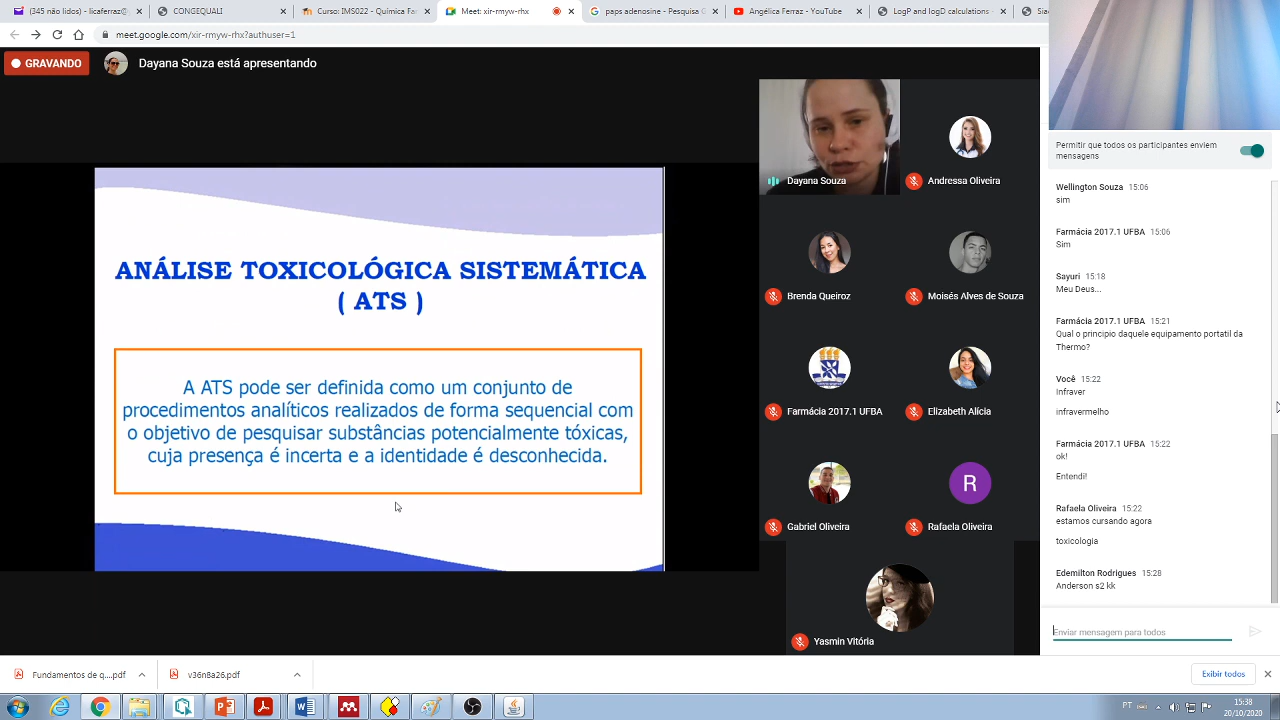 (345 não lidos) - licaferraz@...
CONGEQUALI
Curso: IMS022 - Química Fa
Meet: xir-rmyw-rhx
paps adenosine - Pesquisa
Angélica Ferraz - YouTube
LogP and logD calculations
meet.google.com/xir-rmyw-rhx?authuser=1
GRAVANDO
Dayana Souza está apresentando
ANÁLISE TOXICOLÓGICA SISTEMÁTICA
( ATS )
A ATS pode ser definida como um conjunto de
procedimentos analíticos realizados de forma sequencial com
o objetivo de pesquisar substâncias potencialmente tóxicas,
cuja presença é incerta e a identidade é desconhecida.
Dayana Souza
Andressa Oliveira
Brenda Queiroz
Moisés Alves de Souza
Farmácia 2017.1 UFBA
Elizabeth Alícia
Gabriel Oliveira
R
Rafaela Oliveira
Yasmin Vitória
Permitir que todos os participantes enviem
mensagens
Wellington Souza 15:06
sim
Farmácia 2017.1 UFBA 15:06
Sim
Sayuri 15:18
Meu Deus...
Farmácia 2017.1 UFBA 15:21
Qual o principio daquele equipamento portatil da
Thermo?
Você 15:22
Infraver
infravermelho
Farmácia 2017.1 UFBA 15:22
ok!
Entendi!
Rafaela Oliveira 15:22
estamos cursando agora
toxicologia
Edemilton Rodrigues 15:28
Anderson s2 kk
Enviar mensagem para todos
Fundamentos de q....pdf
v36n8a26.pdf
Exibir todos
PT
15:38
20/10/2020